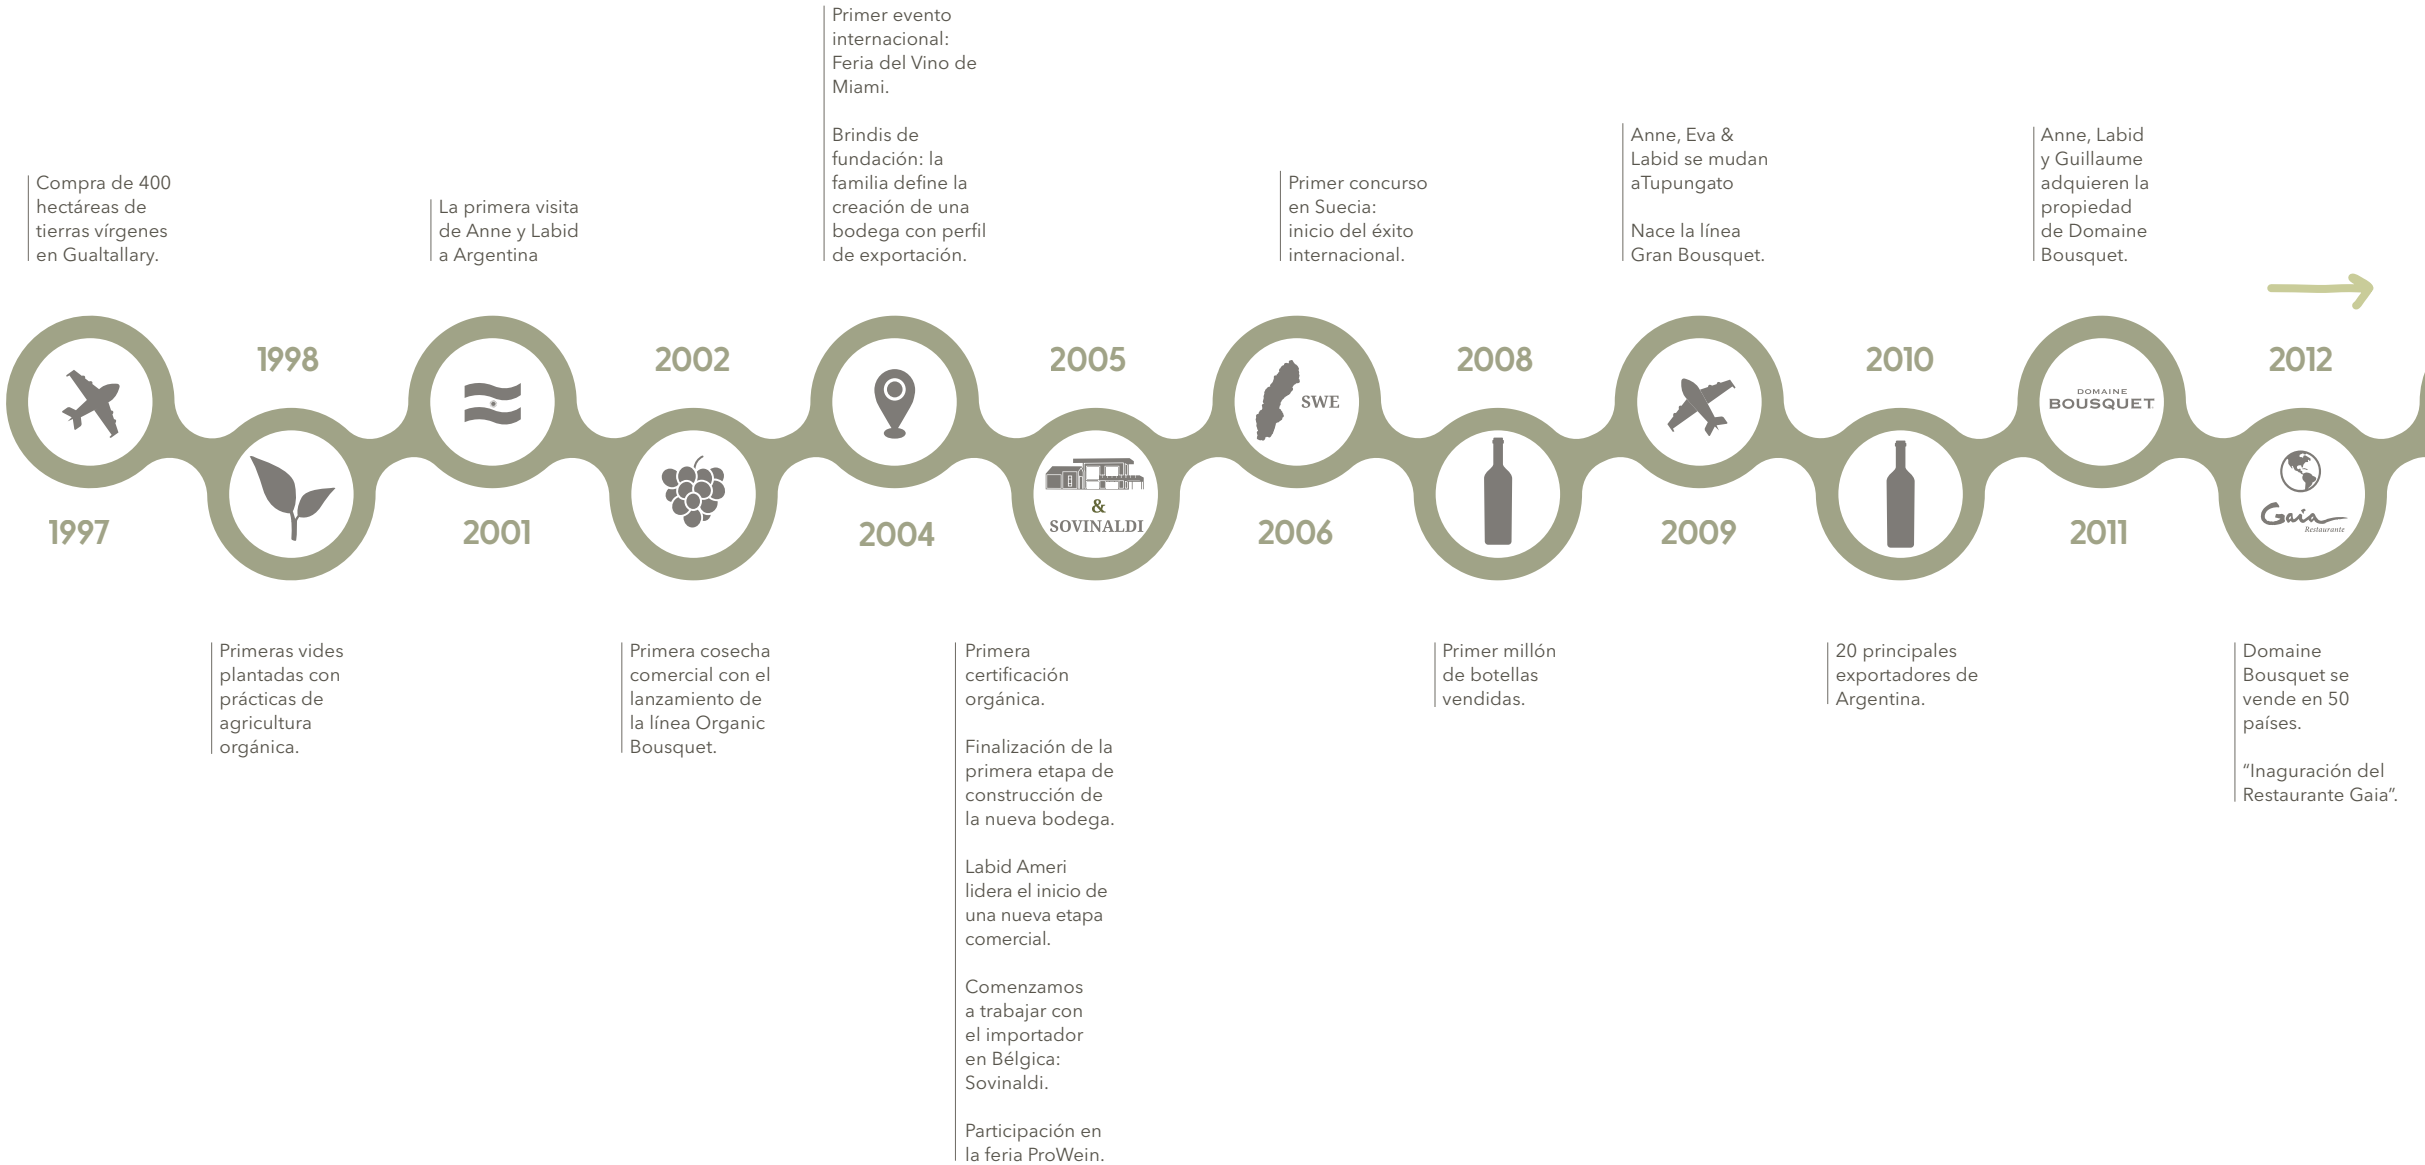 Compra de 400
hectáreas de
tierras vírgenes
en Gualtallary.
1997
1998
Primeras vides
plantadas con
prácticas de
agricultura
orgánica.
La primera visita
de Anne y Labid
a Argentina
2001
2002
Primera cosecha
comercial con el
lanzamiento de
la línea Organic
Bousquet.
Primer evento
internacional:
Feria del Vino de
Miami.
Brindis de
fundación: la
familia define la
creación de una
bodega con perfil
de exportación.
2004
2005
&
SOVINALDI
Primera
certificación
orgánica.
Finalización de la
primera etapa de
construcción de
la nueva bodega.
Labid Ameri
lidera el inicio de
una nueva etapa
comercial.
Comenzamos
a trabajar con
el importador
en Bélgica:
Sovinaldi.
Participación en
la feria ProWein.
Primer concurso
en Suecia:
inicio del éxito
internacional.
SWE
2006
2008
Primer millón
de botellas
vendidas.
Anne, Eva &
Labid se mudan
aTupungato
Nace la línea
Gran Bousquet.
2009
2010
20 principales
exportadores de
Argentina.
Anne, Labid
y Guillaume
adquieren la
propiedad
de Domaine
Bousquet.
DOMAINE
BOUSQUET
2011
2012
Gaia
Restaurante
Domaine
Bousquet se
vende en 50
países.
“Inaguración del
Restaurante Gaia”.